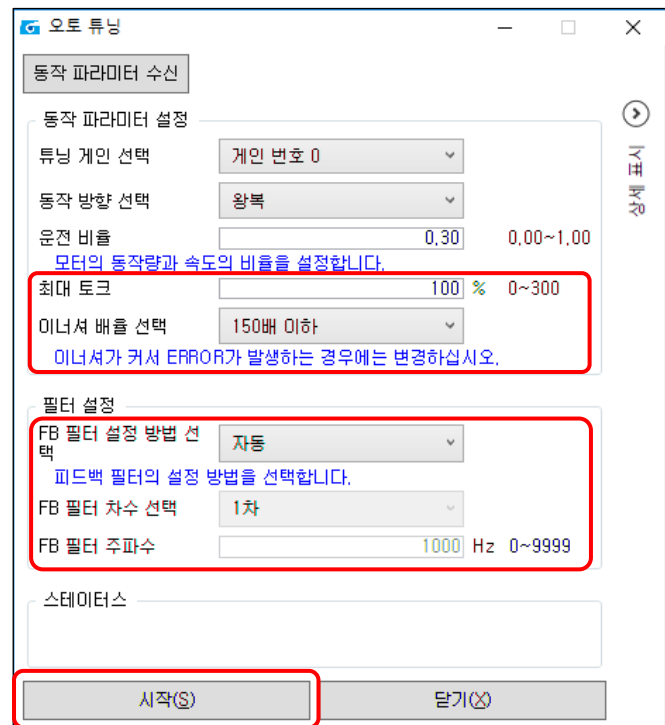 오토 튜닝
동작 파라미터 수신
동작 파라미터 설정
튜닝 게인 선택 게인 번호 0
동작 방향 선택 왕복
운전 비율 0.30 0.00~1.00
모터의 동작량과 속도의 비율을 설정합니다.
최대 토크 100 % 0~300
이너셔 배율 선택 150배 이하
이너셔가 커서 ERROR가 발생하는 경우에는 변경하십시오.
필터 설정
FB 필터 설정 방법 선
택 자동
피드백 필터의 설정 방법을 선택합니다.
FB 필터 차수 선택 1차
FB 필터 주파수 1000 Hz 0~9999
스테이터스
시작(S) 닫기(X)
상세 표시